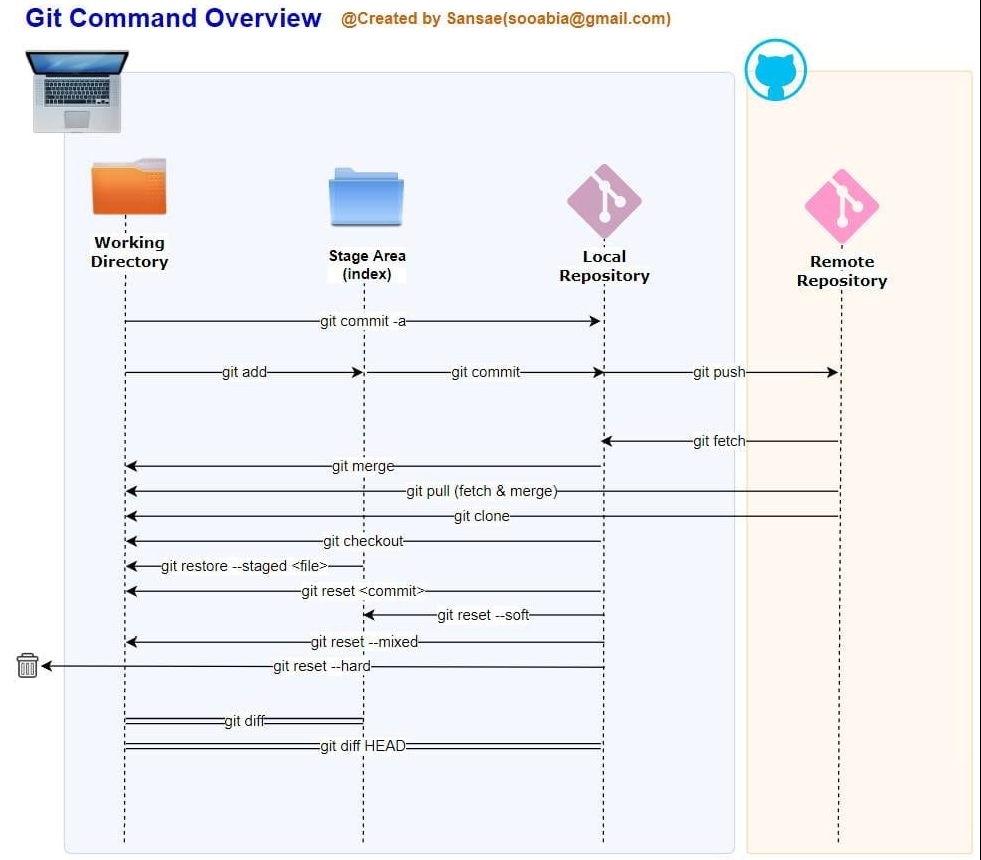 Git Command Overview @Created by Sansae(sooabia@gmail.com)
Working
Directory
Stage Area
(index)
Local
Repository
Remote
Repository
git commit -a
git add
git commit
git push
git fetch
git merge
git pull (fetch & merge)
git clone
git checkout
git restore --staged <file>
git reset <commit>
git reset --soft
git reset --mixed
git reset --hard
git diff
git diff HEAD